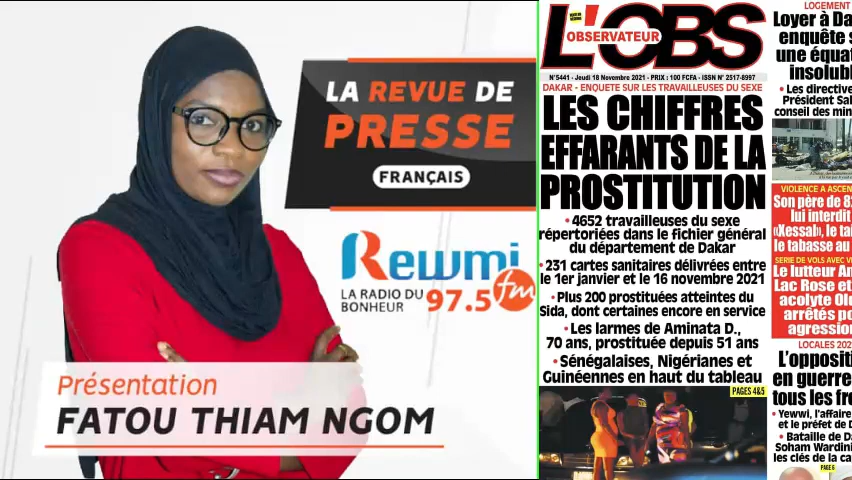 LA REVUE DE
PRESSE
FRANÇAIS
Rewmi
fm
LA RADIO DU
BONHEUR
97.5
Présentation
FATOU THIAM NGOM
L'OBS
OBSERVATEUR
N°5441 - Jeudi 18 Novembre 2021 - PRIX : 100 FCFA - ISSN N° 2517-8997
DAKAR - ENQUETE SUR LES TRAVAILLEUSES DU SEXE
LES CHIFFRES
EFFARANTS DE LA
PROSTITUTION
• 4652 travailleuses du sexe
répertoriées dans le fichier général
du département de Dakar
• 231 cartes sanitaires délivrées entre
le 1er janvier et le 16 novembre 2021
• Plus 200 prostituées atteintes du
Sida, dont certaines encore en service
• Les larmes de Aminata D.,
70 ans, prostituée depuis 51 ans
• Sénégalaises, Nigérianes et
Guinéennes en haut du tableau
PAGES 4&5
LOGEMENT
Loyer à Da
enquête s
une équat
insolubl
• Les directive
Président Sal
conseil des min
VIOLENCE A ASCEN
Son père de 82
lui interdit
«Xessal», le ta
le tabasse au
SERIE DE VOLS AVEC V
Le lutteur Am
Lac Rose et
acolyte Ol
arrêtés po
agression
LOCALES 202
L'oppositi
en guerre
tous les fro
• Yewwi, l'affaire
et le préfet de D
• Bataille de Da
Soham Wardini
les clés de la ca
PAGE 6